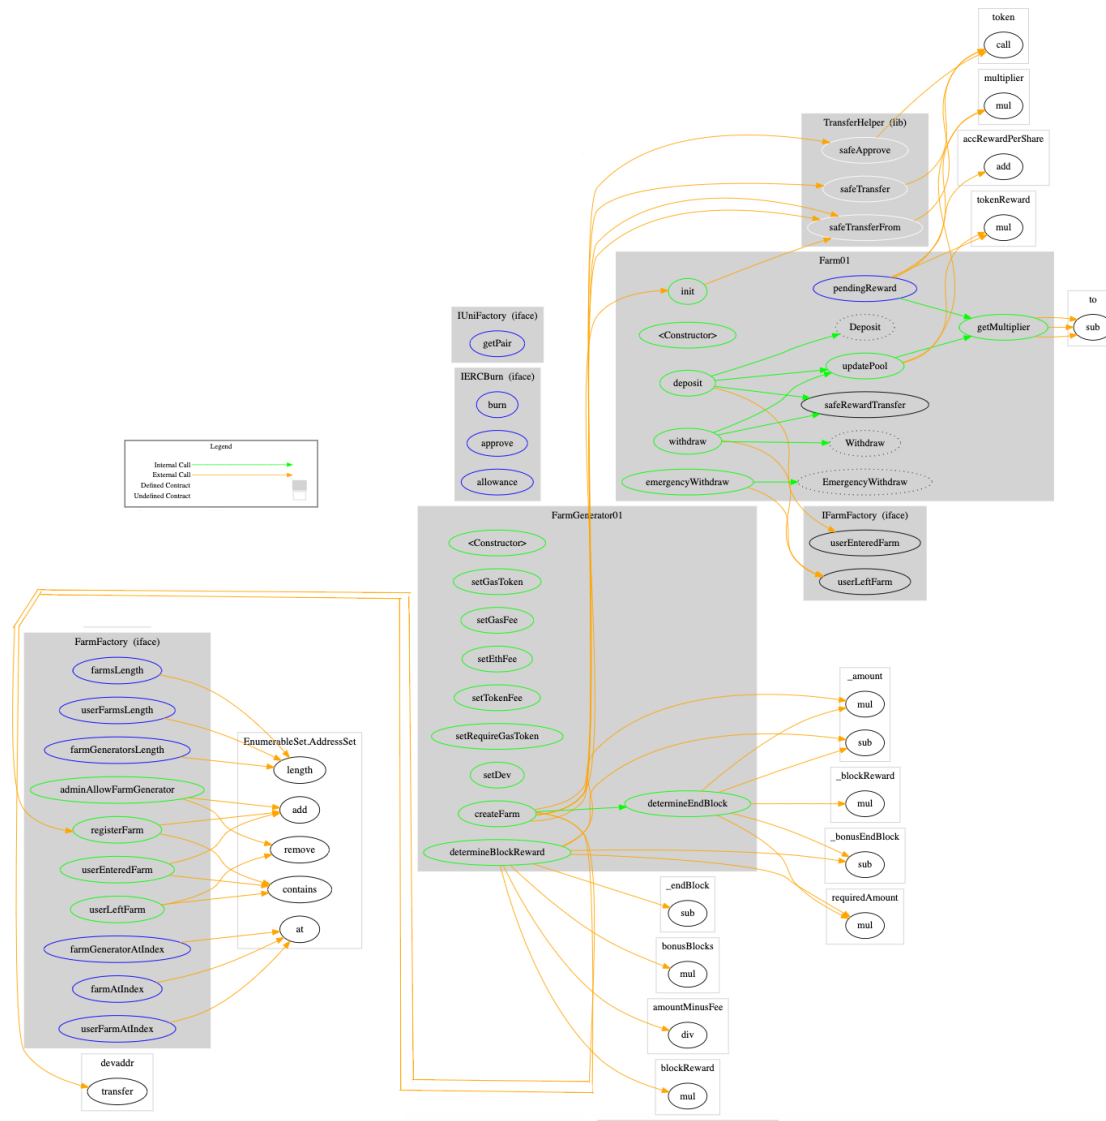 token
call
multiplier
mul
TransferHelper  (lib)
safeApprove
accRewardPerShare
add
safeTransfer
tokenReward
mul
safeTransferFrom
Farm01
init
pendingReward
to
sub
IUniFactory  (iface)
getPair
<Constructor>
Deposit
getMultiplier
deposit
updatePool
IERCBurn  (iface)
burn
approve
allowance
safeRewardTransfer
withdraw
Withdraw
emergencyWithdraw
EmergencyWithdraw
Legend
Internal Call
External Call
Defined Contract
Undefined Contract
FarmGenerator01
<Constructor>
setGasToken
setGasFee
setEthFee
setTokenFee
setRequireGasToken
setDev
createFarm
determineBlockReward
determineEndBlock
IFarmFactory  (iface)
userEnteredFarm
userLeftFarm
FarmFactory  (iface)
farmsLength
userFarmsLength
farmGeneratorsLength
adminAllowFarmGenerator
registerFarm
userEnteredFarm
userLeftFarm
farmGeneratorAtIndex
farmAtIndex
userFarmAtIndex
EnumerableSet.AddressSet
length
add
remove
contains
at
_amount
mul
sub
_blockReward
mul
_bonusEndBlock
sub
requiredAmount
mul
_endBlock
sub
bonusBlocks
mul
amountMinusFee
div
blockReward
mul
devaddr
transfer